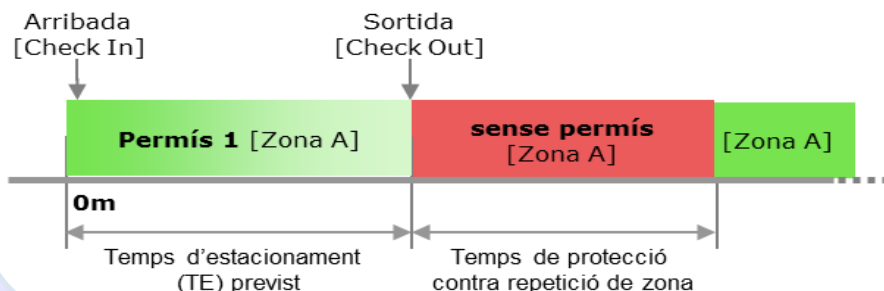 Arribada
[Check In]
Sortida
[Check Out]
Permís 1 [Zona A]
sense permís
[Zona A]
[Zona A]
0m
Temps d'estacionament
(TE) previst
Temps de protecció
contra repetició de zona